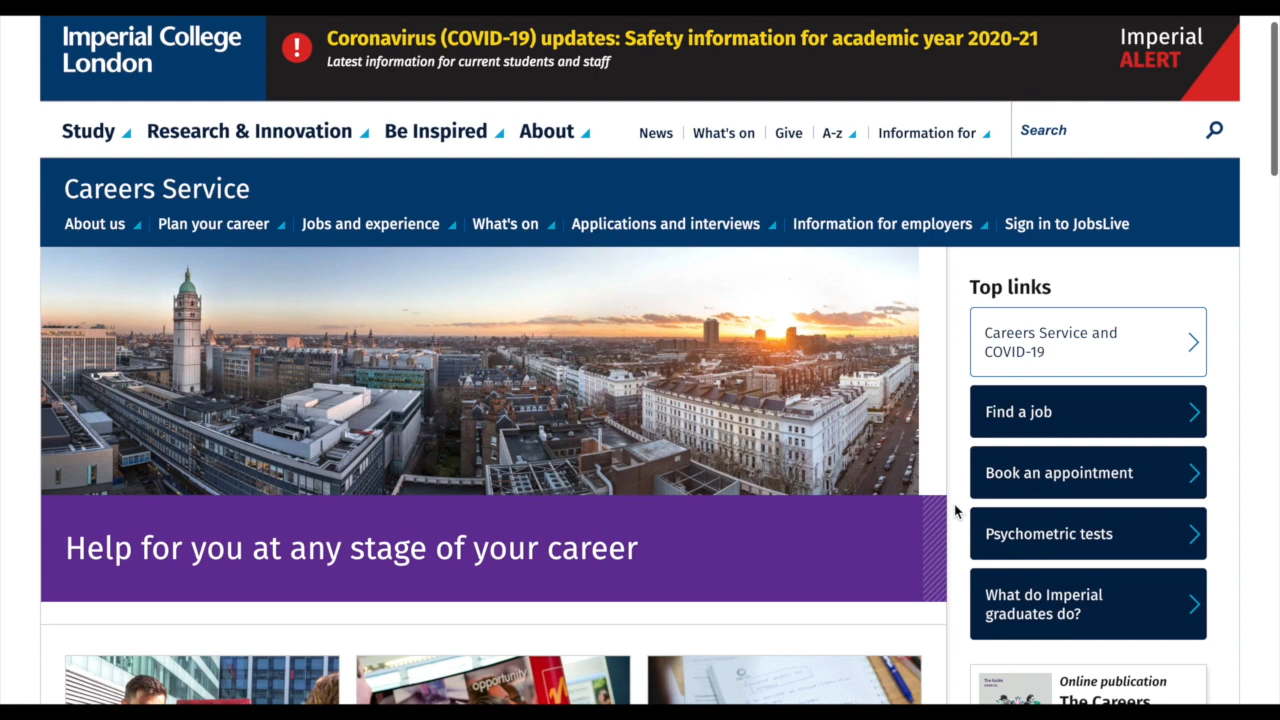 Imperial College
London
Coronavirus (COVID-19) updates: Safety information for academic year 2020-21
Latest information for current students and staff
Imperial
ALERT
Study
Research & Innovation
Be Inspired
About
News
What's on
Give
A-z
Information for
Search
Careers Service
About us
Plan your career
Jobs and experience
What's on
Applications and interviews
Information for employers
Sign in to JobsLive
Help for you at any stage of your career
opportunity
Top links
Careers Service and
COVID-19
Find a job
Book an appointment
Psychometric tests
What do Imperial
graduates do?
Online publication
The Careers